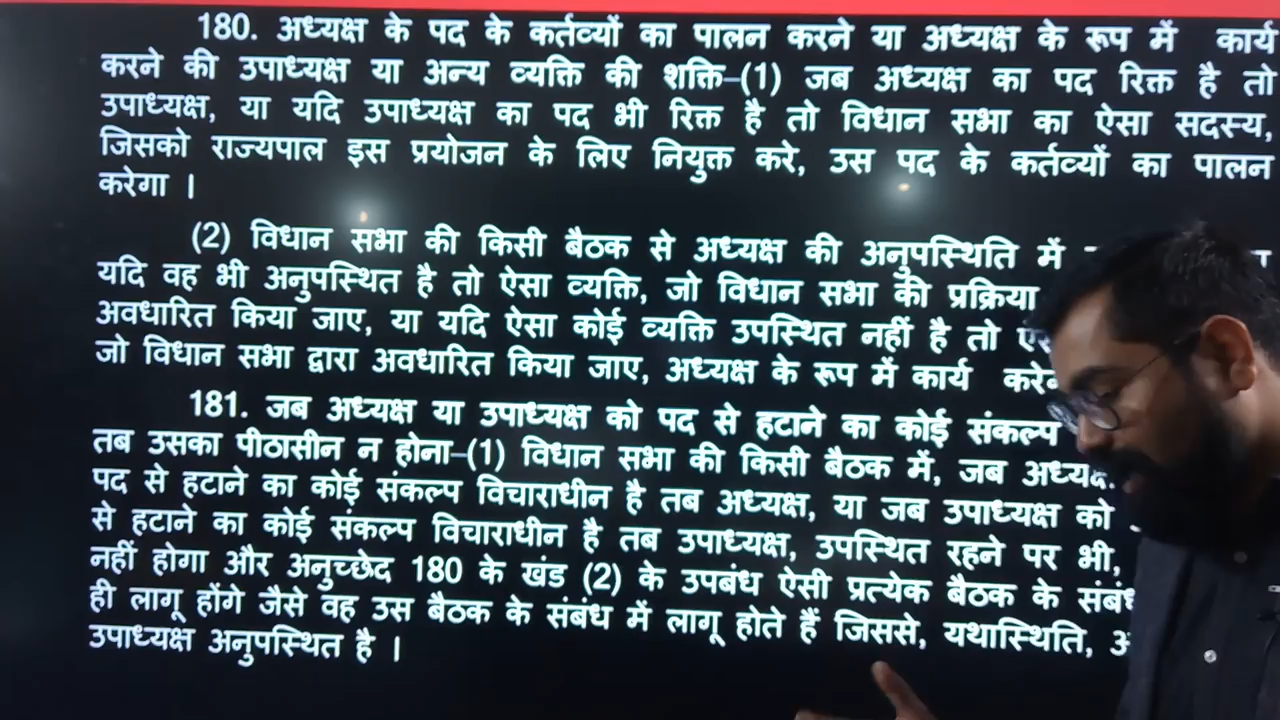 180. अध्यक्ष के पद के कर्तव्यों का पालन करने या अध्यक्ष के रूप में कार्य
करने की उपाध्यक्ष या अन्य व्यक्ति की शक्ति–(1) जब अध्यक्ष का पद रिक्त है तो
उपाध्यक्ष, या यदि उपाध्यक्ष का पद भी रिक्त है तो विधान सभा का ऐसा सदस्य,
जिसको राज्यपाल इस प्रयोजन के लिए नियुक्त करे, उस पद के कर्तव्यों का पालन
करेगा ।
(2) विधान सभा की किसी बैठक से अध्यक्ष की अनुपस्थिति में
यदि वह भी अनुपस्थित है तो ऐसा व्यक्ति, जो विधान सभा की प्रक्रिया
अवधारित किया जाए, या यदि ऐसा कोई व्यक्ति उपस्थित नहीं है तो
जो विधान सभा द्वारा अवधारित किया जाए, अध्यक्ष के रूप में कार्य
181. जब अध्यक्ष या उपाध्यक्ष को पद से हटाने का कोई संकल्प
तब उसका पीठासीन न होना–(1) विधान सभा की किसी बैठक में, जब
पद से हटाने का कोई संकल्प विचाराधीन है तब अध्यक्ष, या जब उपाध्यक्ष को
से हटाने का कोई संकल्प विचाराधीन है तब उपाध्यक्ष, उपस्थित रहने पर भी,
नहीं होगा और अनुच्छेद 180 के खंड (2) के उपबंध ऐसी प्रत्येक बैठक के
ही लागू होंगे जैसे वह उस बैठक के संबंध में लागू होते हैं जिससे, यथास्थिति,
उपाध्यक्ष अनुपस्थित है ।